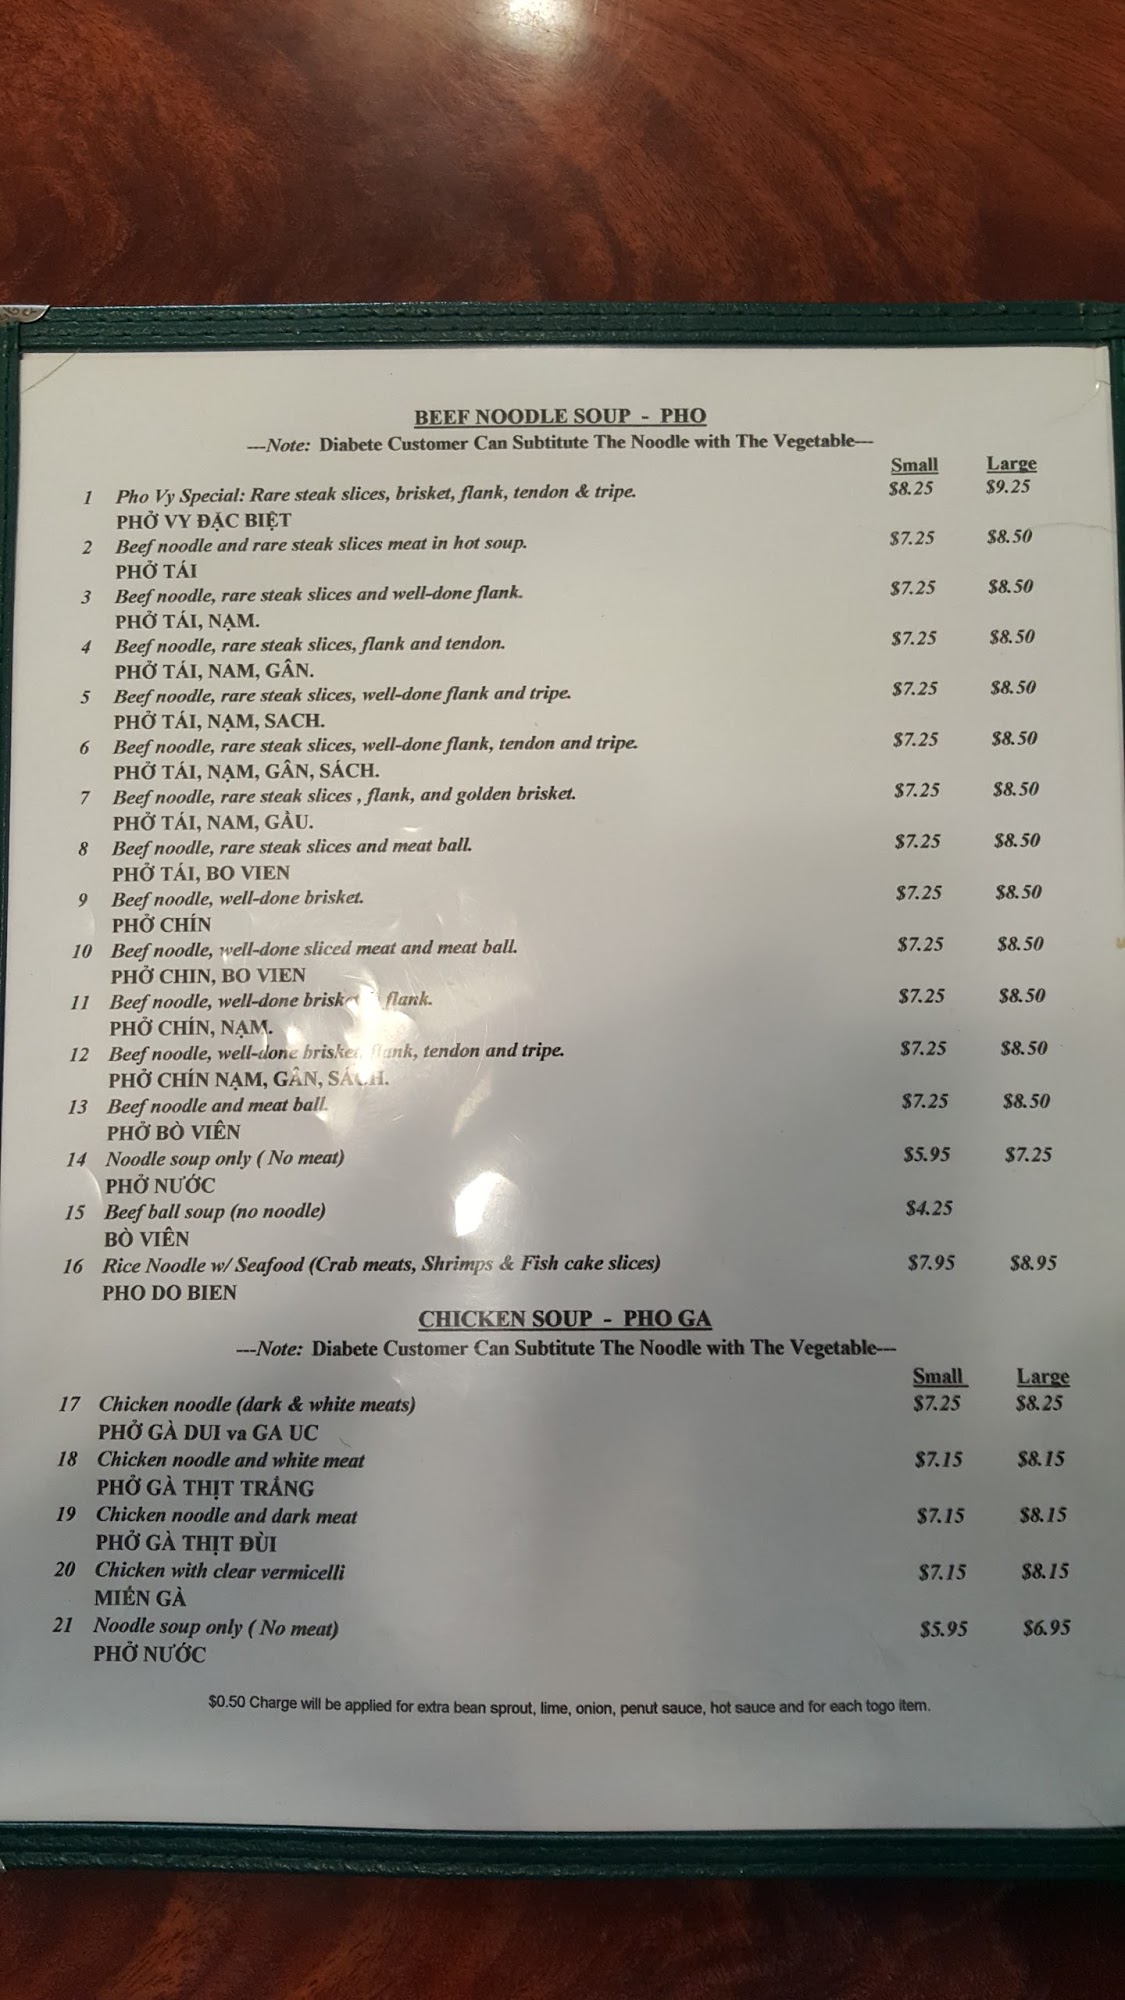 BEEF NOODLE SOUP - PHO
---Note: Diabete Customer Can Subtitute The Noodle with The Vegetable---
Small Large
1 Pho Vy Special: Rare steak slices, brisket, flank, tendon & tripe. $8.25 $9.25
PHỞ VY ĐẶC BIỆT
2 Beef noodle and rare steak slices meat in hot soup. $7.25 $8.50
PHỞ TÁI
3 Beef noodle, rare steak slices and well-done flank. $7.25 $8.50
PHỞ TÁI, NẠM.
4 Beef noodle, rare steak slices, flank and tendon. $7.25 $8.50
PHỞ TÁI, NAM, GÂN.
5 Beef noodle, rare steak slices, well-done flank and tripe. $7.25 $8.50
PHỞ TÁI, NẠM, SACH.
6 Beef noodle, rare steak slices, well-done flank, tendon and tripe. $7.25 $8.50
PHỞ TÁI, NẠM, GÂN, SÁCH.
7 Beef noodle, rare steak slices , flank, and golden brisket. $7.25 $8.50
PHỞ TÁI, NAM, GÀU.
8 Beef noodle, rare steak slices and meat ball. $7.25 $8.50
PHỞ TÁI, BO VIEN
9 Beef noodle, well-done brisket. $7.25 $8.50
PHỞ CHÍN
10 Beef noodle, well-done sliced meat and meat ball. $7.25 $8.50
PHỞ CHIN, BO VIEN
11 Beef noodle, well-done flank. $7.25 $8.50
PHỞ CHÍN, NẠM.
12 Beef noodle, well-done brisket, flank, tendon and tripe. $7.25 $8.50
PHỞ CHÍN NẠM, GÂN, SÁCH.
13 Beef noodle and meat ball. $7.25 $8.50
PHỞ BÒ VIÊN
14 Noodle soup only ( No meat) $5.95 $7.25
PHỞ NƯỚC
15 Beef ball soup (no noodle) $4.25
BÒ VIÊN
16 Rice Noodle w/ Seafood (Crab meats, Shrimps & Fish cake slices) $7.95 $8.95
PHO DO BIEN
CHICKEN SOUP - PHO GA
---Note: Diabete Customer Can Subtitute The Noodle with The Vegetable---
Small Large
17 Chicken noodle (dark & white meats) $7.25 $8.25
PHỞ GÀ DUI va GA UC
18 Chicken noodle and white meat $7.15 $8.15
PHỞ GÀ THỊT TRẮNG
19 Chicken noodle and dark meat $7.15 $8.15
PHỞ GÀ THỊT ĐÙI
20 Chicken with clear vermicelli $7.15 $8.15
MIẾN GÀ
21 Noodle soup only ( No meat) $5.95 $6.95
PHỞ NƯỚC
$0.50 Charge will be applied for extra bean sprout, lime, onion, penut sauce, hot sauce and for each togo item.